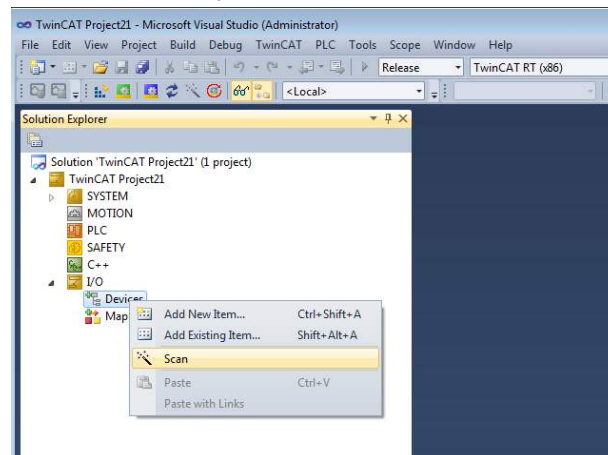 TwinCAT Project21 - Microsoft Visual Studio (Administrator)
File Edit View Project Build Debug TwinCAT PLC Tools Scope Window Help
Release TwinCAT RT (x86)
<Local>
Solution Explorer
Solution 'TwinCAT Project21' (1 project)
TwinCAT Project21
SYSTEM
MOTION
PLC
SAFETY
C++
I/O
Devices
Map
Add New Item... Ctrl+Shift+A
Add Existing Item... Shift+Alt+A
Scan
Paste Ctrl+V
Paste with Links